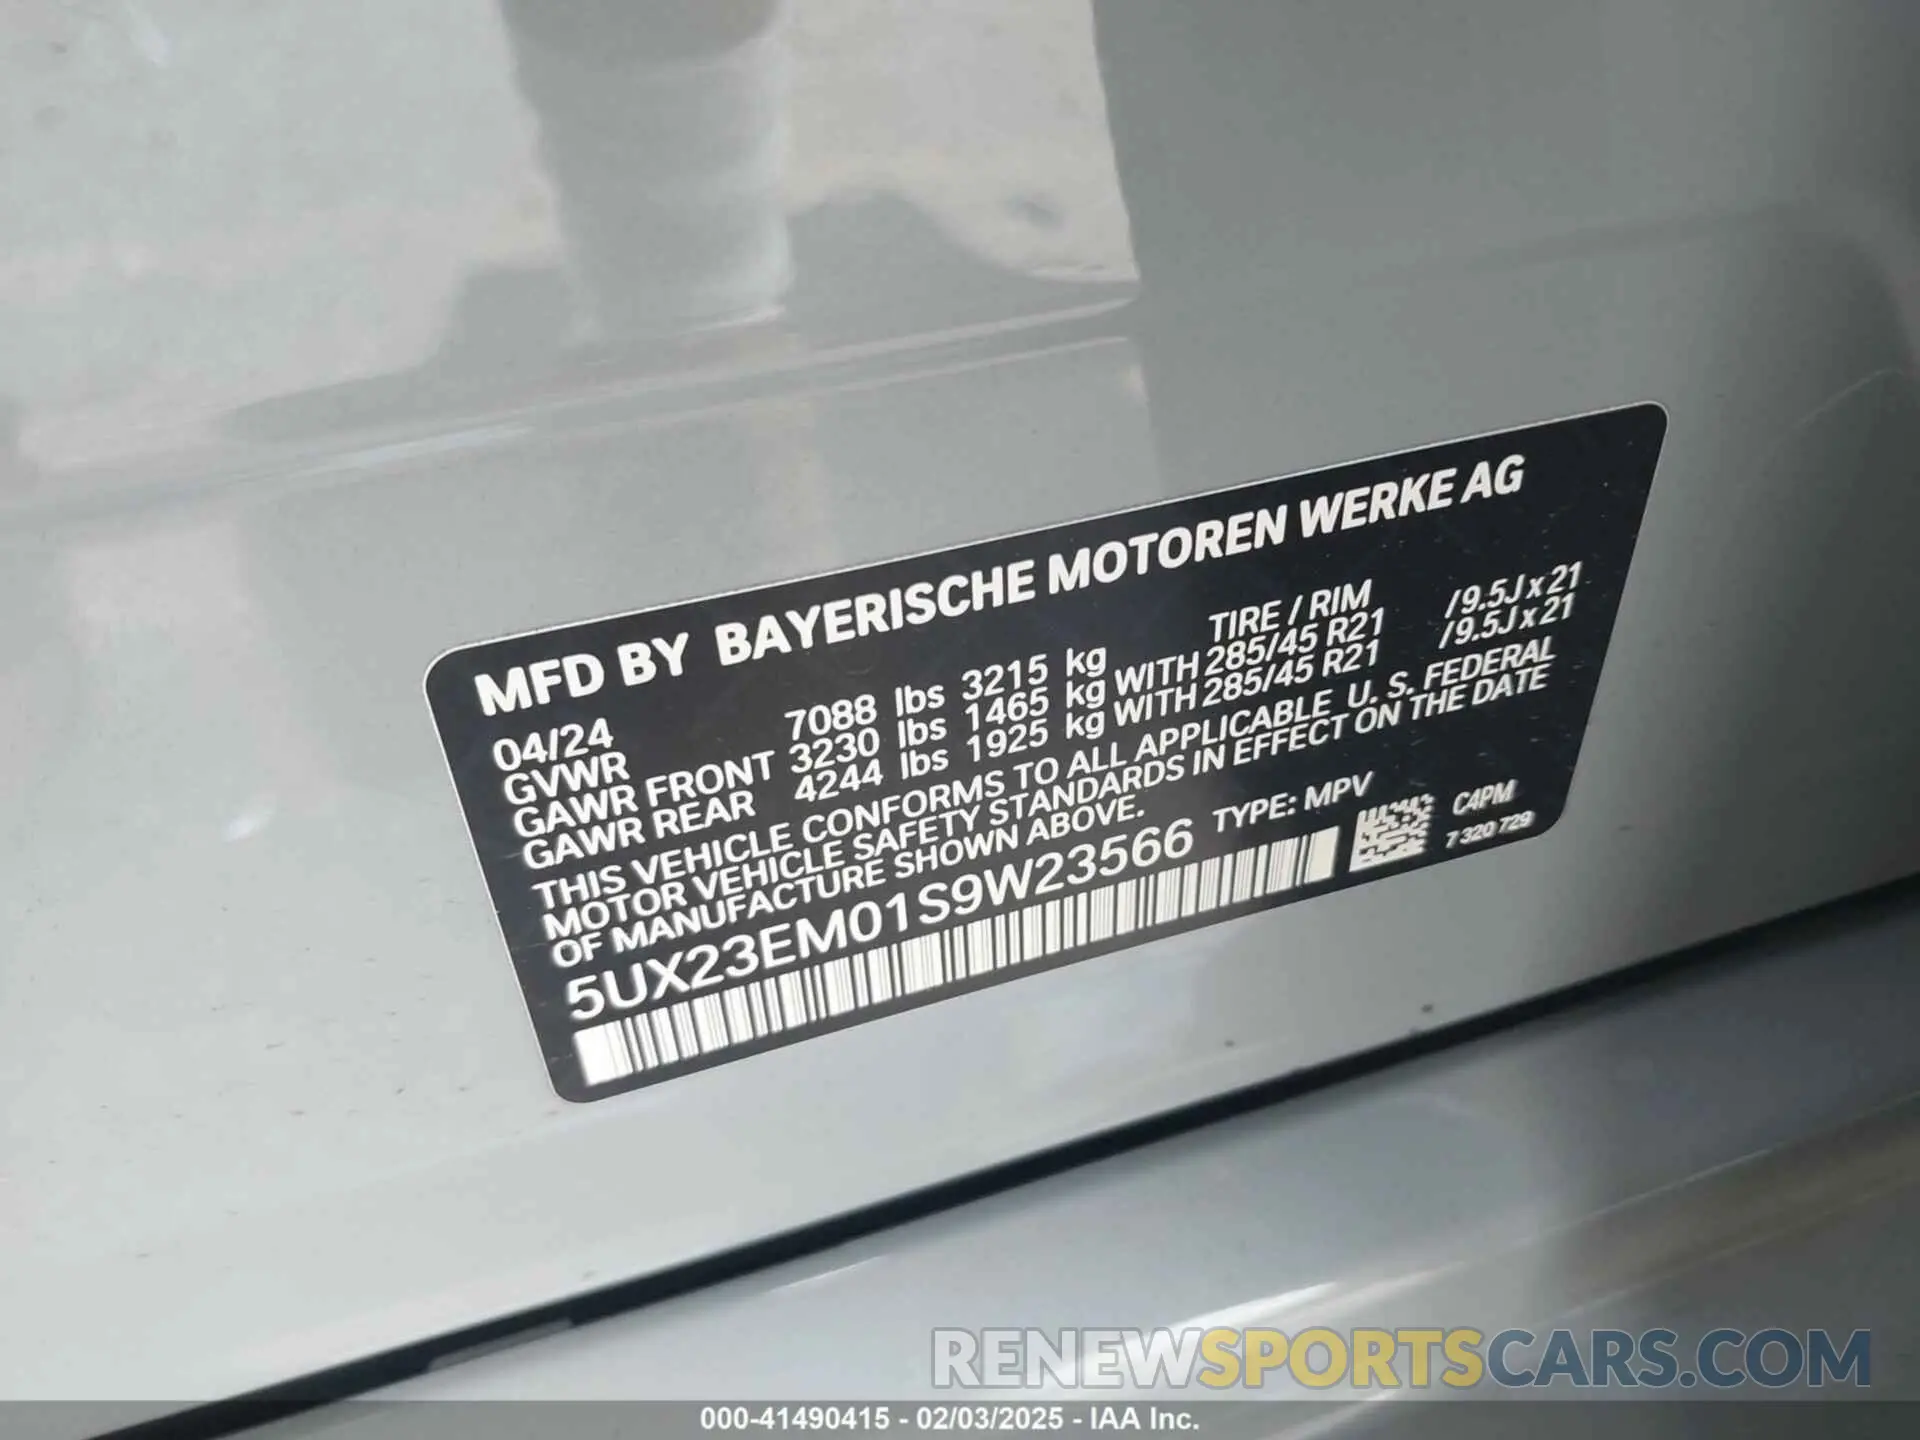 MFD BY BAYERISCHE MOTOREN WERKE AG
04/24 TIRE / RIM
GVWR 7088 lbs 3215 kg
GAWR FRONT 3230 lbs 1465 kg WITH 285/45 R21 /9.5J x 21
GAWR REAR 4244 lbs 1925 kg WITH 285/45 R21 /9.5J x 21
THIS VEHICLE CONFORMS TO ALL APPLICABLE U. S. FEDERAL
MOTOR VEHICLE SAFETY STANDARDS IN EFFECT ON THE DATE
OF MANUFACTURE SHOWN ABOVE.
5UX23EM01S9W23566 TYPE: MPV
C4PM
7 320 729
RENEWSPORTSCARS.COM
000-41490415 - 02/03/2025 - IAA Inc.